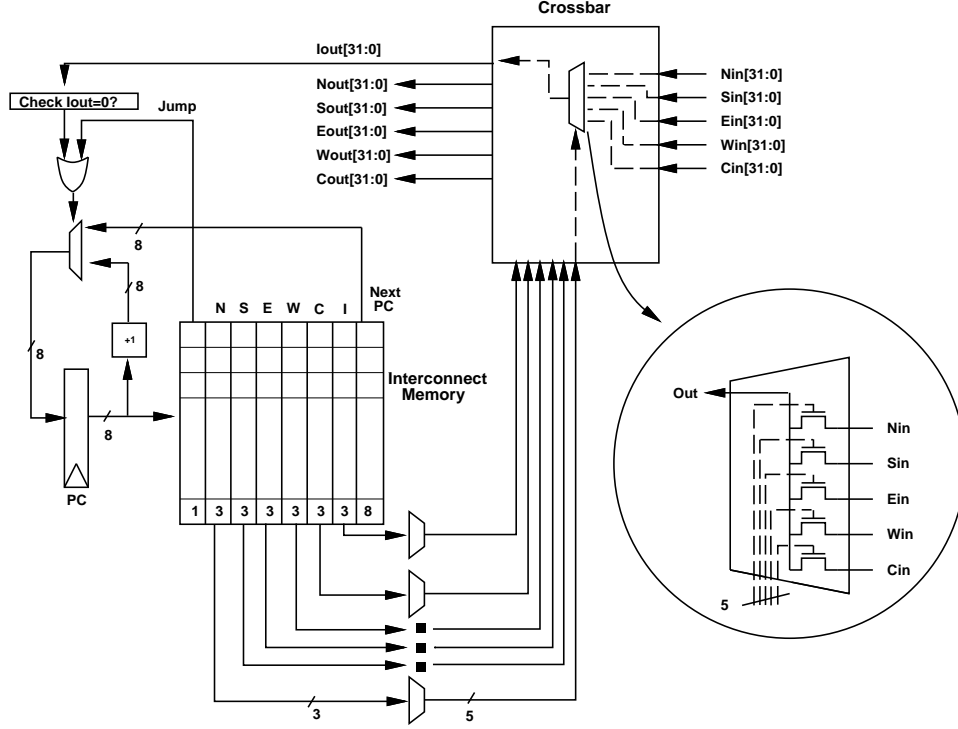 Crossbar
Iout[31:0]
Nout[31:0]
Sout[31:0]
Eout[31:0]
Wout[31:0]
Cout[31:0]
Nin[31:0]
Sin[31:0]
Ein[31:0]
Win[31:0]
Cin[31:0]
Check Iout=0?
Jump
8
8
8
+1
8
PC
N S E W C I
Next
PC
Interconnect
Memory
1 3 3 3 3 3 3 8
3
5
Out
Nin
Sin
Ein
Win
Cin
5